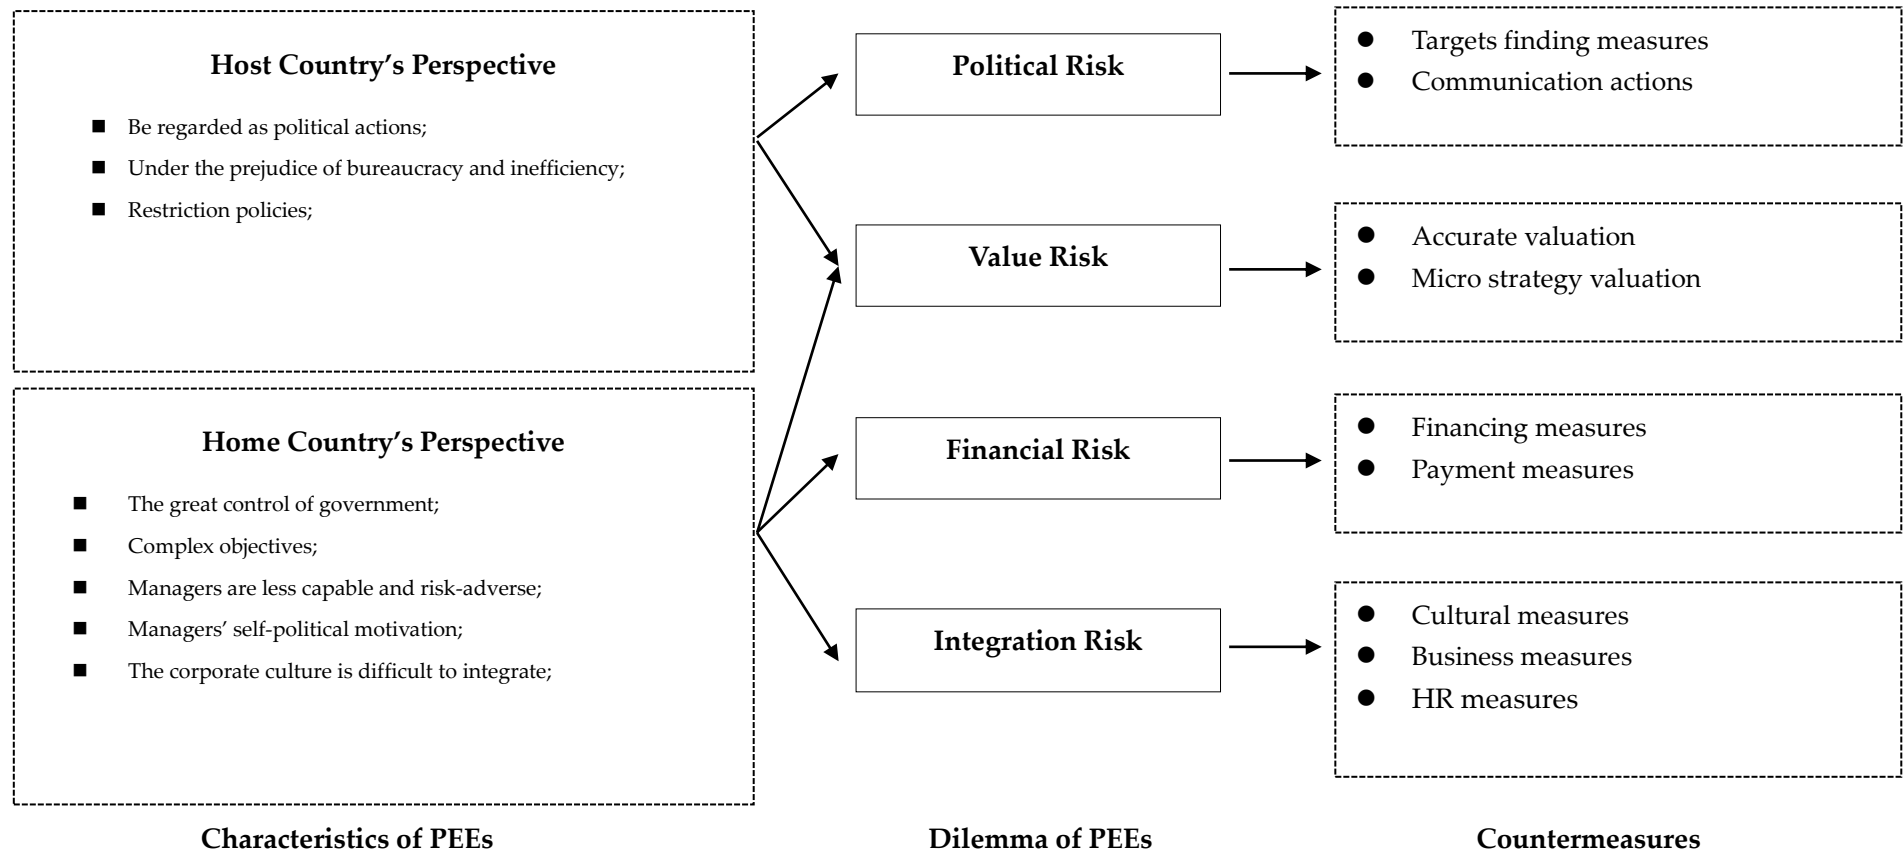 Host Country’s Perspective
■ Be regarded as political actions;
■ Under the prejudice of bureaucracy and inefficiency;
■ Restriction policies;
Home Country’s Perspective
■ The great control of government;
■ Complex objectives;
■ Managers are less capable and risk-adverse;
■ Managers’ self-political motivation;
■ The corporate culture is difficult to integrate;
Characteristics of PEEs
Political Risk
Value Risk
Financial Risk
Integration Risk
Dilemma of PEEs
● Targets finding measures
● Communication actions
● Accurate valuation
● Micro strategy valuation
● Financing measures
● Payment measures
● Cultural measures
● Business measures
● HR measures
Countermeasures